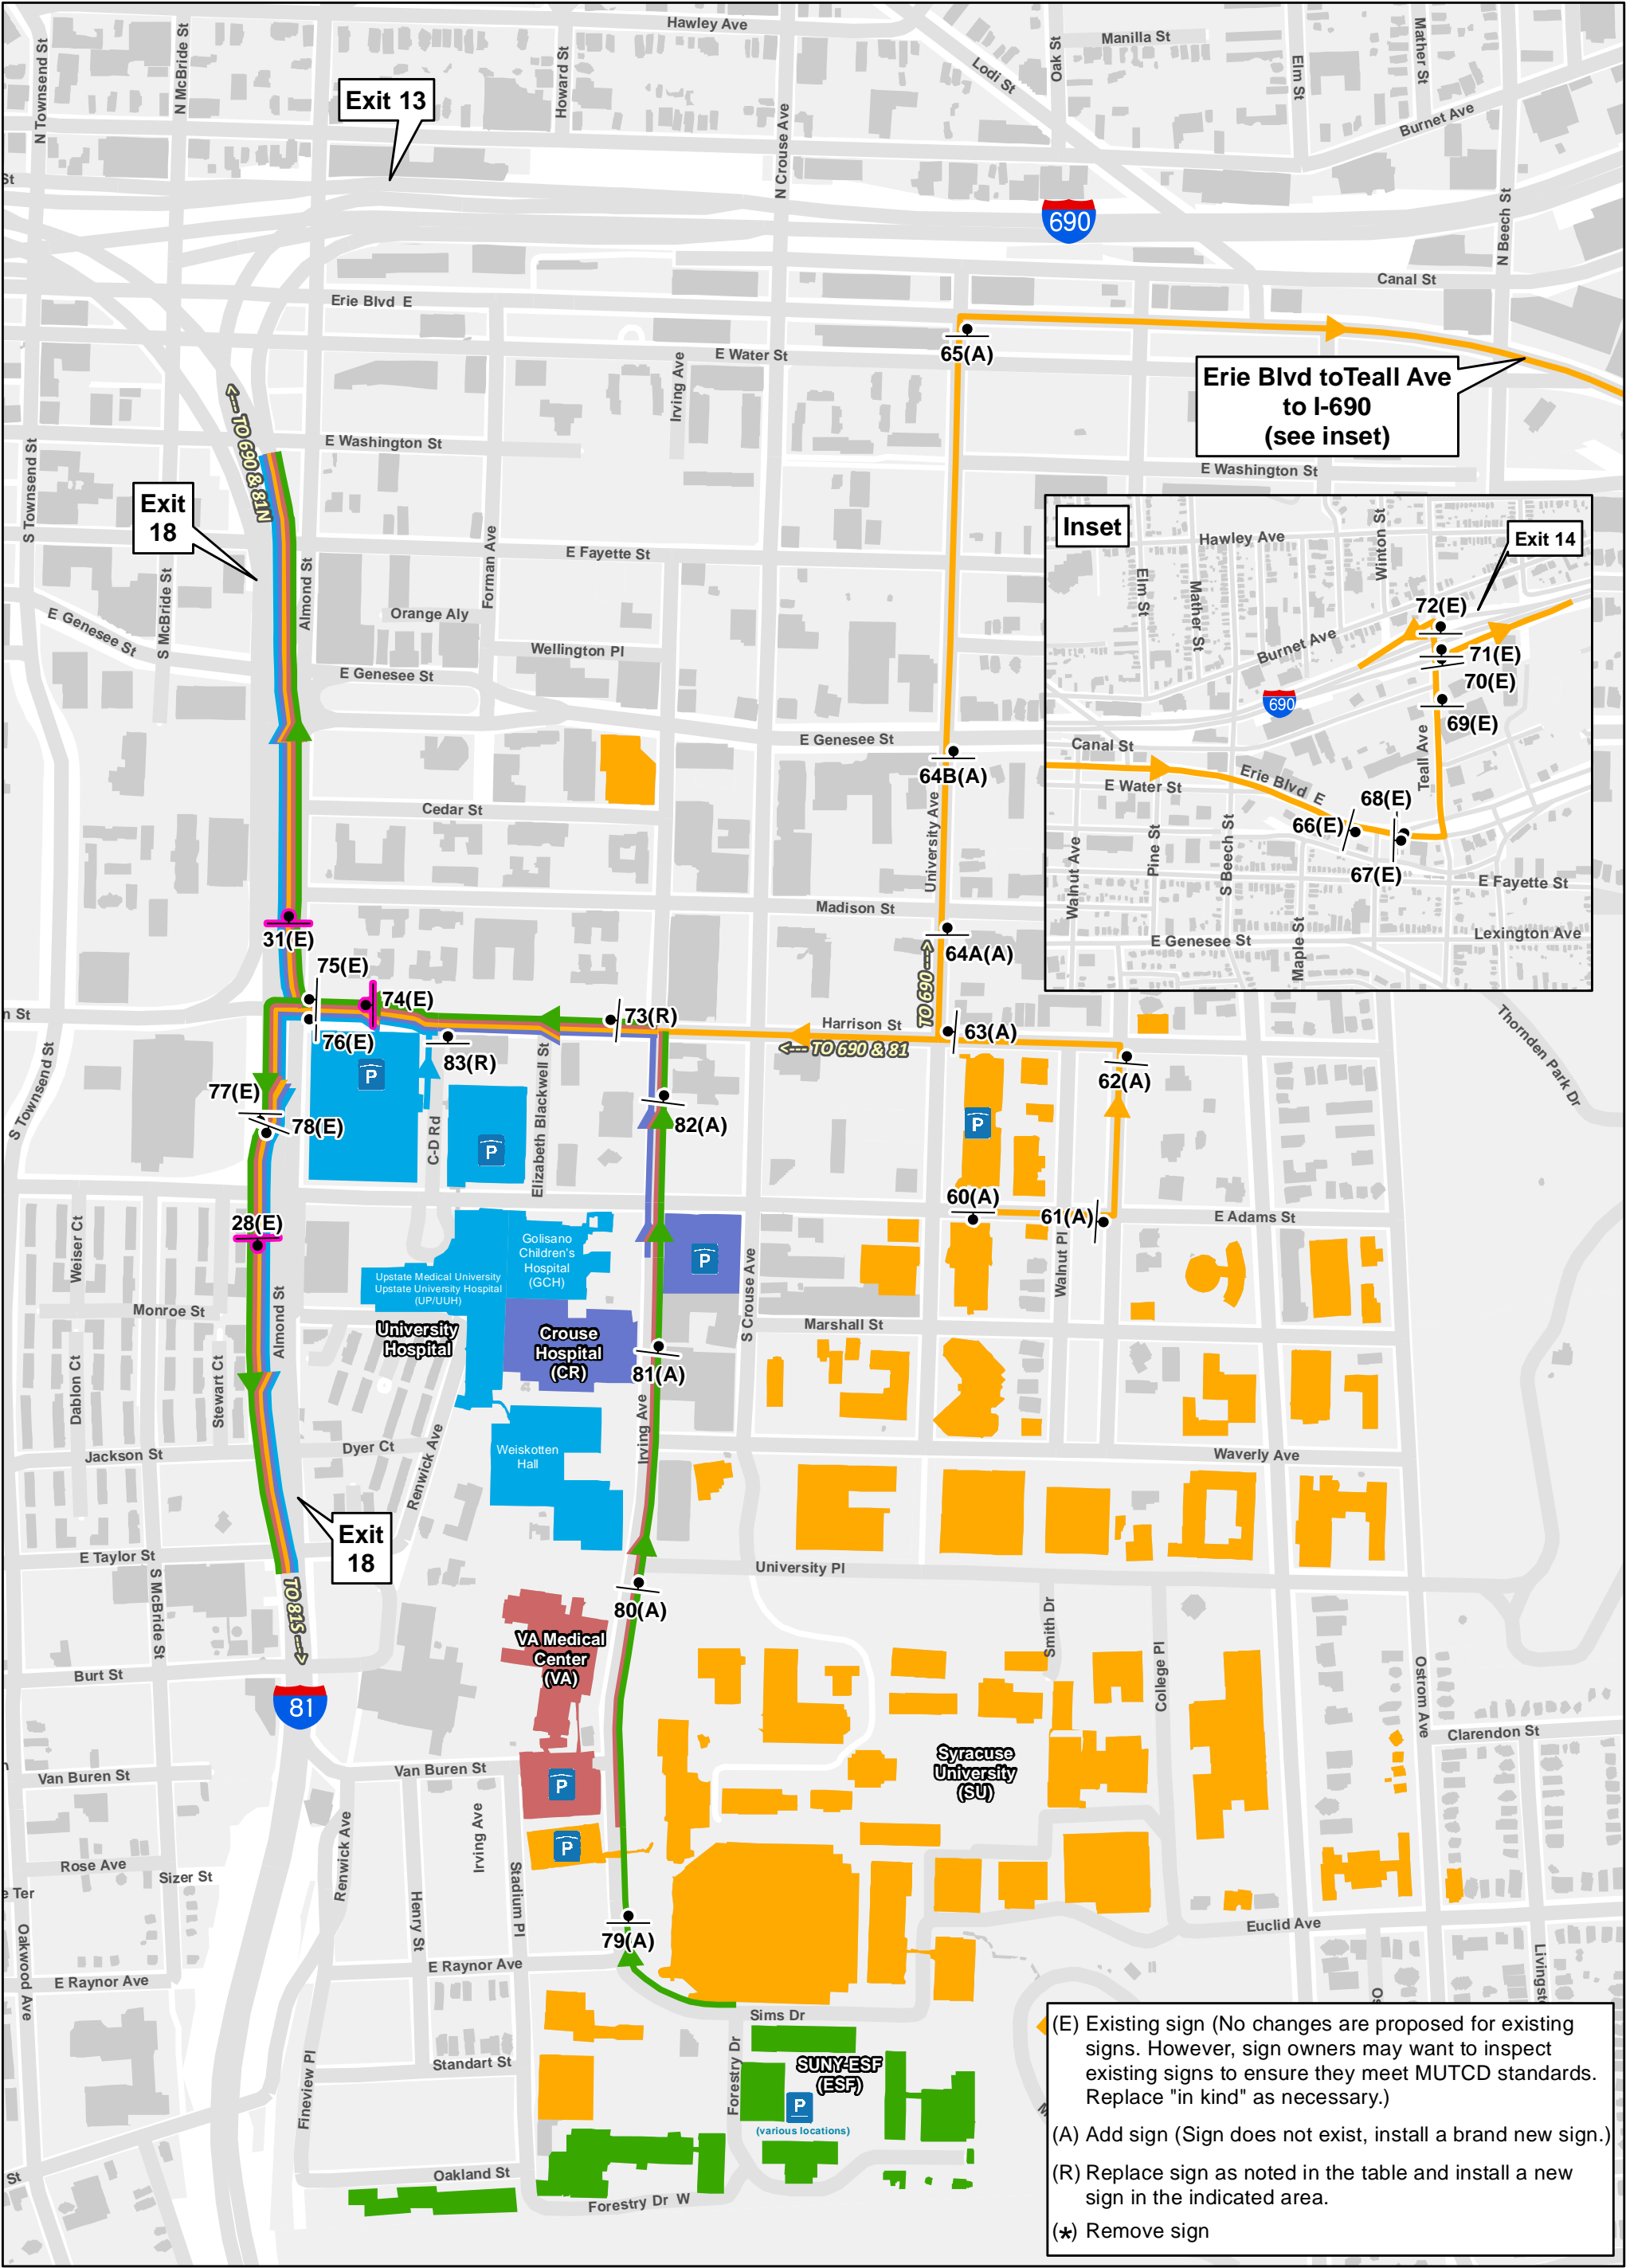 Hawley Ave
Manilla St
N Townsend St
N McBride St
Howard St
Oak St
Lodi St
Elm St
Mather St
Burnet Ave
Exit 13
N Crouse Ave
690
N Beech St
Canal St
Erie Blvd E
65(A)
E Water St
Irving Ave
Erie Blvd toTeall Ave
to I-690
(see inset)
<--- TO 690 & 81N
E Washington St
E Washington St
S Townsend St
Exit
18
S McBride St
Almond St
Forman Ave
E Fayette St
Orange Aly
E Genesee St
Wellington Pl
E Genesee St
E Genesee St
64B(A)
Cedar St
University Ave
Madison St
64A(A)
TO 690 --->
Inset
Hawley Ave
Winton St
Exit 14
Elm St
Mather St
Burnet Ave
72(E)
71(E)
70(E)
690
69(E)
Teall Ave
Canal St
E Water St
Erie Blvd E
68(E)
66(E)
67(E)
Walnut Ave
Pine St
S Beech St
E Fayette St
Maple St
E Genesee St
Lexington Ave
31(E)
75(E)
74(E)
73(R)
n St
76(E)
83(R)
Harrison St
63(A)
<--- TO 690 & 81
62(A)
Thornden Park Dr
S Townsend St
P
77(E)
78(E)
C-D Rd
P
Elizabeth Blackwell St
82(A)
P
60(A)
61(A)
E Adams St
Weiser Ct
28(E)
Golisano
Children's
Hospital
(GCH)
P
S Crouse Ave
Walnut Pl
Upstate Medical University
Upstate University Hospital
(UP/UUH)
University
Hospital
Crouse
Hospital
(CR)
Monroe St
Almond St
Marshall St
81(A)
Dablon Ct
Stewart Ct
Jackson St
Dyer Ct
Renwick Ave
Weiskotten
Hall
Irving Ave
Waverly Ave
Exit
18
E Taylor St
University Pl
S McBride St
TO 81S --->
80(A)
VA Medical
Center
(VA)
Smith Dr
College Pl
Ostrom Ave
Burt St
81
Clarendon St
Van Buren St
Van Buren St
P
Syracuse
University
(SU)
Irving Ave
Renwick Ave
P
Rose Ave
Sizer St
e Ter
Oakwood Ave
Henry St
Stadium Pl
79(A)
Euclid Ave
Livingst
E Raynor Ave
E Raynor Ave
Os
Sims Dr
Fineview Pl
Standart St
Forestry Dr
SUNY-ESF
(ESF)
P
(various locations)
M
St
Oakland St
Forestry Dr W
(E) Existing sign (No changes are proposed for existing
signs. However, sign owners may want to inspect
existing signs to ensure they meet MUTCD standards.
Replace "in kind" as necessary.)
(A) Add sign (Sign does not exist, install a brand new sign.)
(R) Replace sign as noted in the table and install a new
sign in the indicated area.
(*) Remove sign